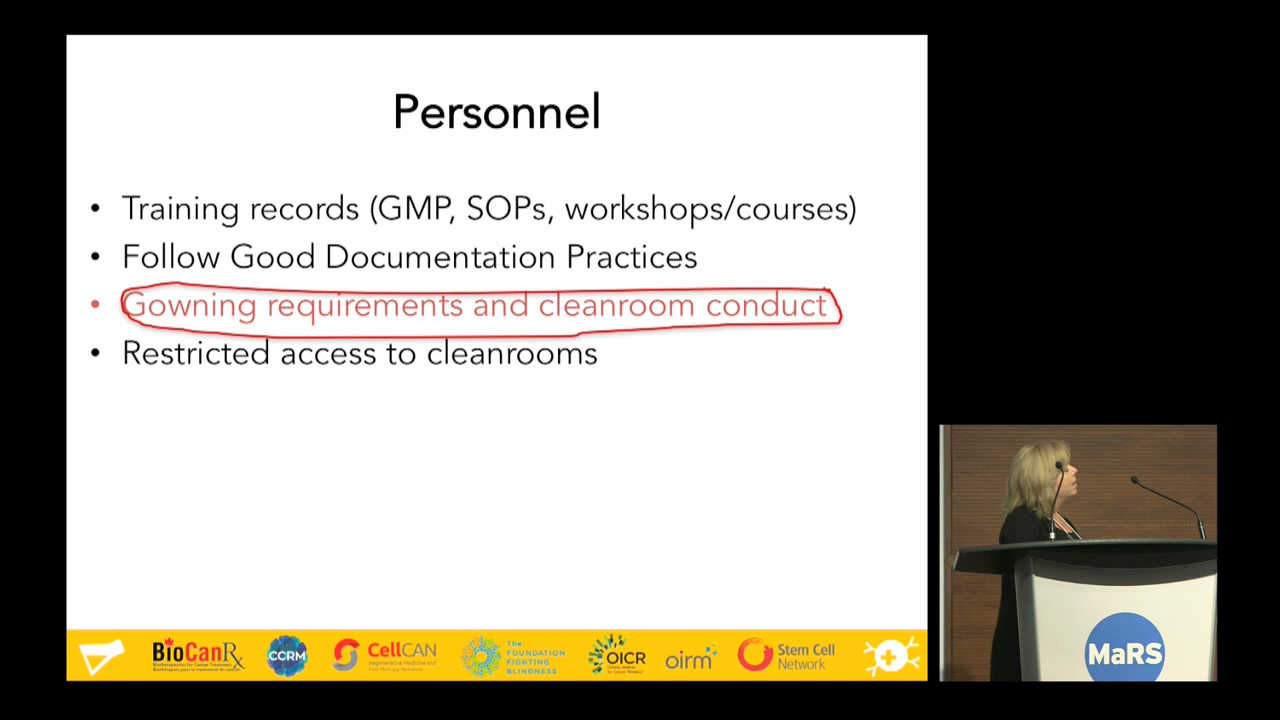 Personnel
• Training records (GMP, SOPs, workshops/courses)
• Follow Good Documentation Practices
• Gowning requirements and cleanroom conduct
• Restricted access to cleanrooms
BioCanRx
CCRM
CellCAN
The
FOUNDATION
FIGHTING
BLINDNESS
OICR
oirm
Stem Cell
Network
MaRS